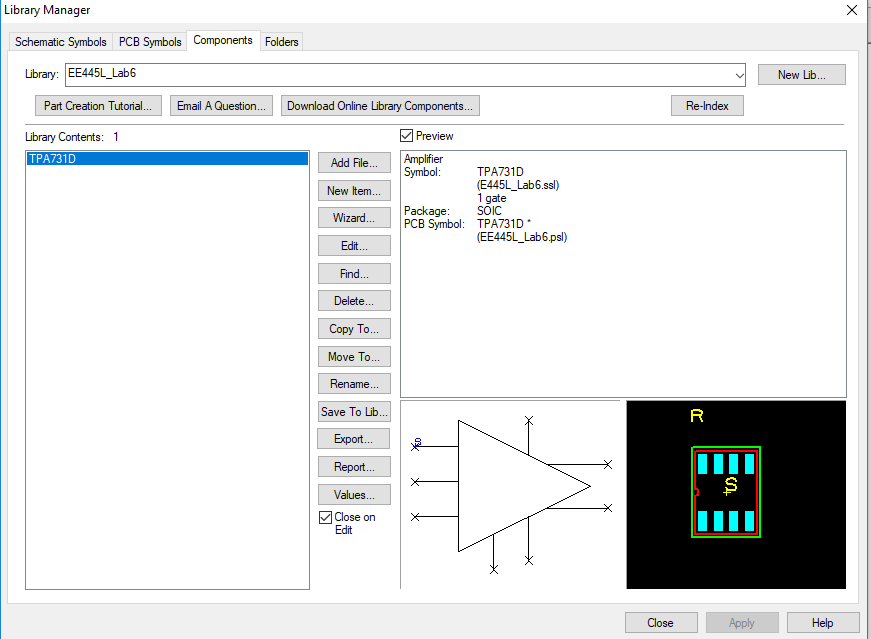 Library Manager
Schematic Symbols PCB Symbols Components Folders
Library: EE445L_Lab6 New Lib...
Part Creation Tutorial... Email A Question... Download Online Library Components... Re-Index
Library Contents: 1
Preview
TPA731D
Add File...
New Item...
Wizard...
Edit...
Find...
Delete...
Copy To...
Move To...
Rename...
Save To Lib...
Export...
Report...
Values...
Close on
Edit
Amplifier
Symbol: TPA731D
(E445L_Lab6.ssl)
1 gate
Package: SOIC
PCB Symbol: TPA731D *
(EE445L_Lab6.psl)
R
S
Close Apply Help